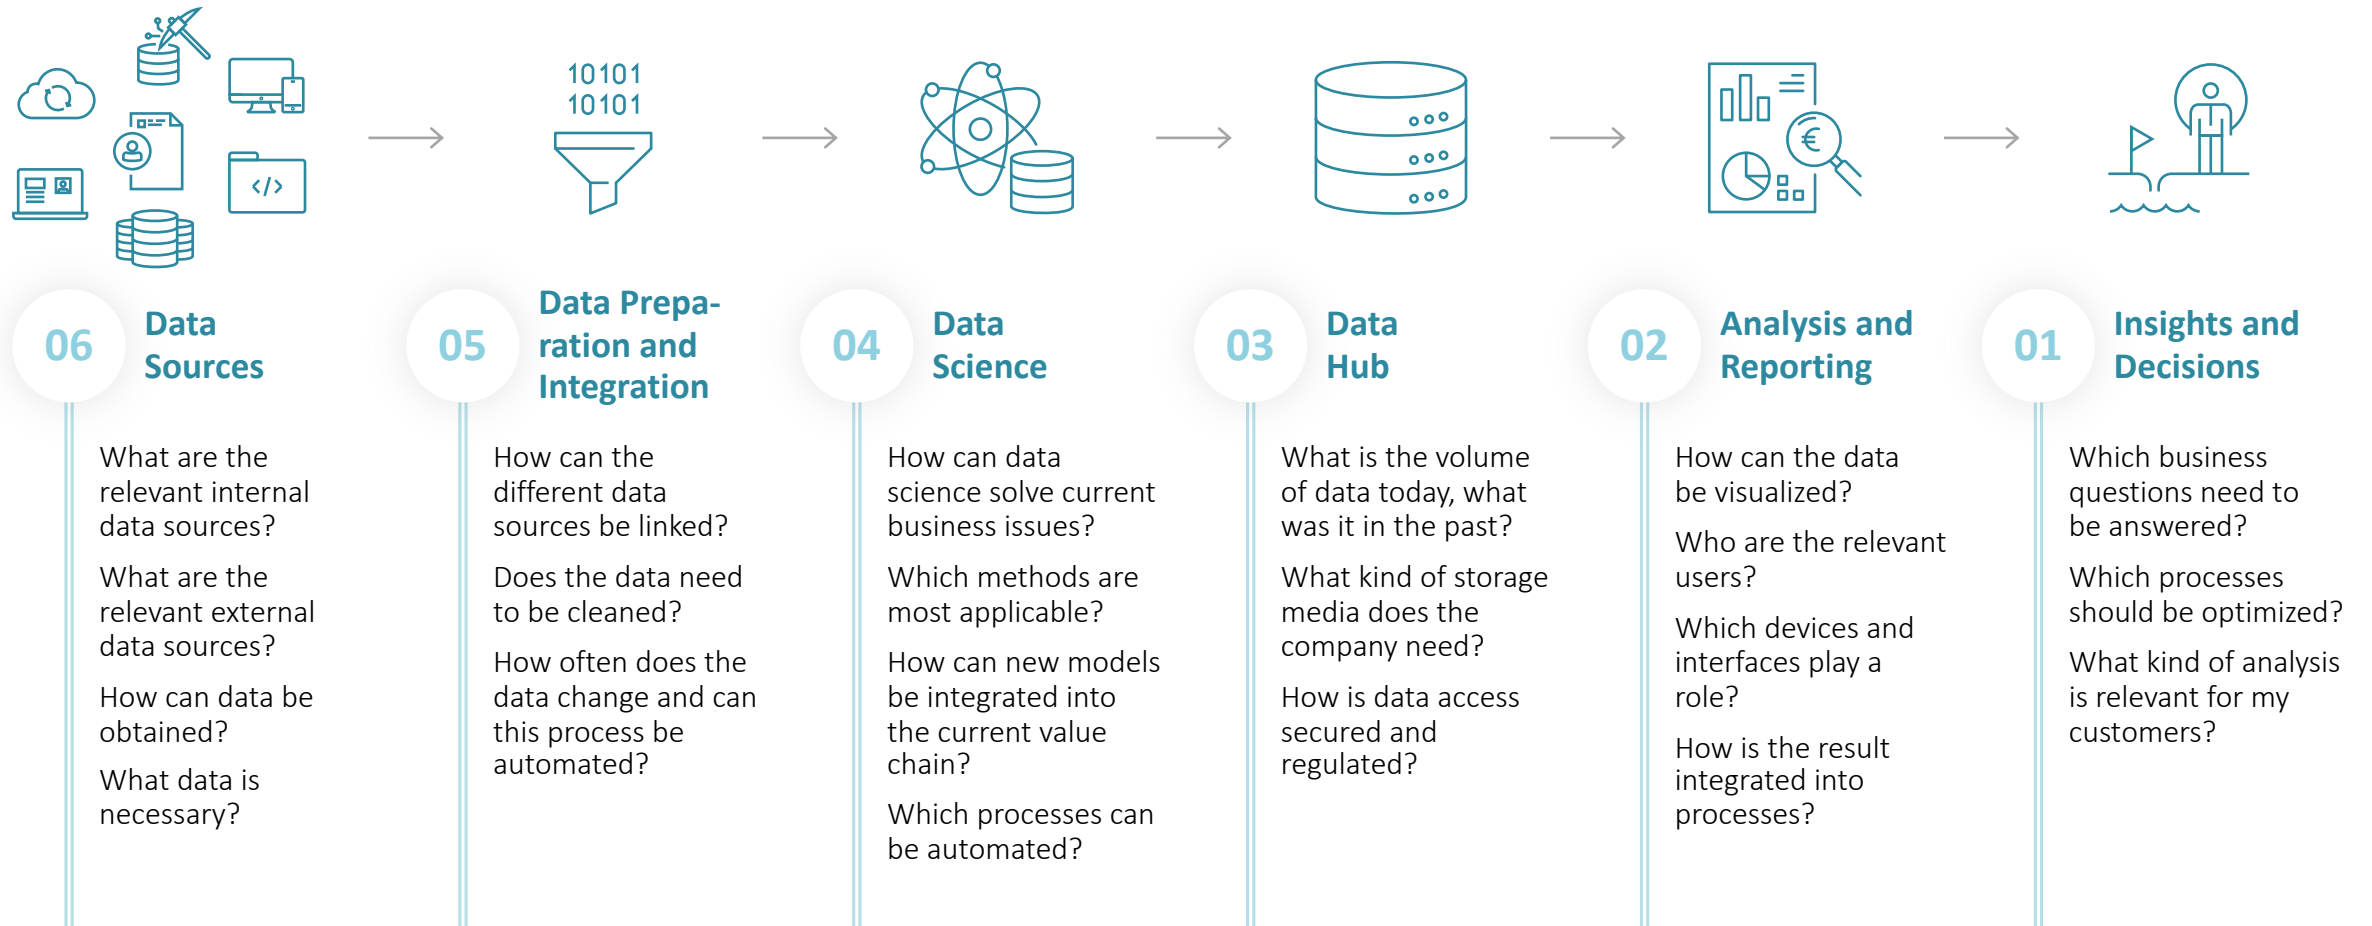 10101
10101
</>
€
06
Data
Sources
What are the
relevant internal
data sources?
What are the
relevant external
data sources?
How can data be
obtained?
What data is
necessary?
05
Data Prepa-
ration and
Integration
How can the
different data
sources be linked?
Does the data need
to be cleaned?
How often does the
data change and can
this process be
automated?
04
Data
Science
How can data
science solve current
business issues?
Which methods are
most applicable?
How can new models
be integrated into
the current value
chain?
Which processes can
be automated?
03
Data
Hub
What is the volume
of data today, what
was it in the past?
What kind of storage
media does the
company need?
How is data access
secured and
regulated?
02
Analysis and
Reporting
How can the data
be visualized?
Who are the relevant
users?
Which devices and
interfaces play a
role?
How is the result
integrated into
processes?
01
Insights and
Decisions
Which business
questions need to
be answered?
Which processes
should be optimized?
What kind of analysis
is relevant for my
customers?